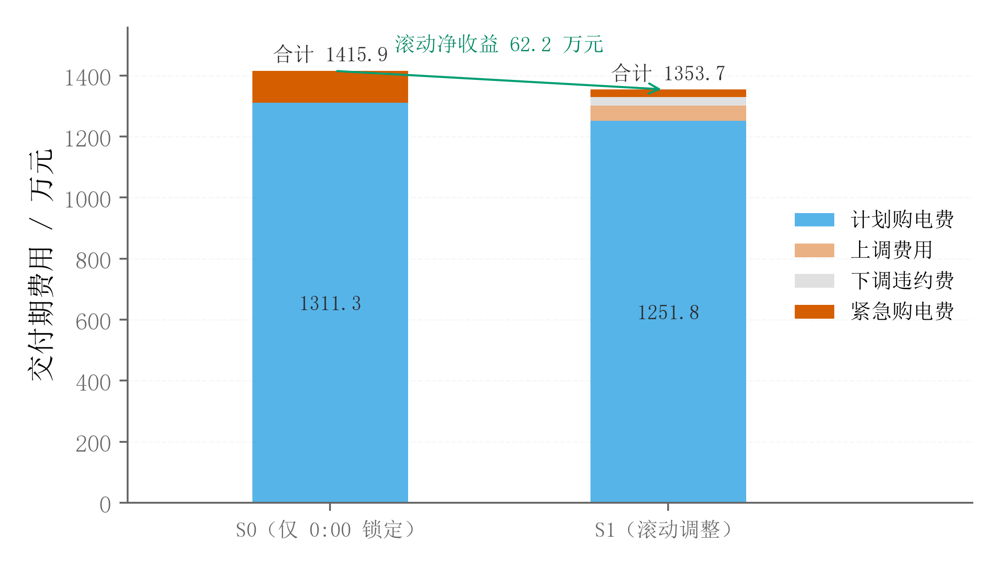 滚动净收益 62.2 万元
合计 1415.9
合计 1353.7
交付期费用 / 万元
1400
1200
1000
800
600
400
200
0
1311.3
1251.8
计划购电费
上调费用
下调违约费
紧急购电费
S0（仅 0:00 锁定）
S1（滚动调整）